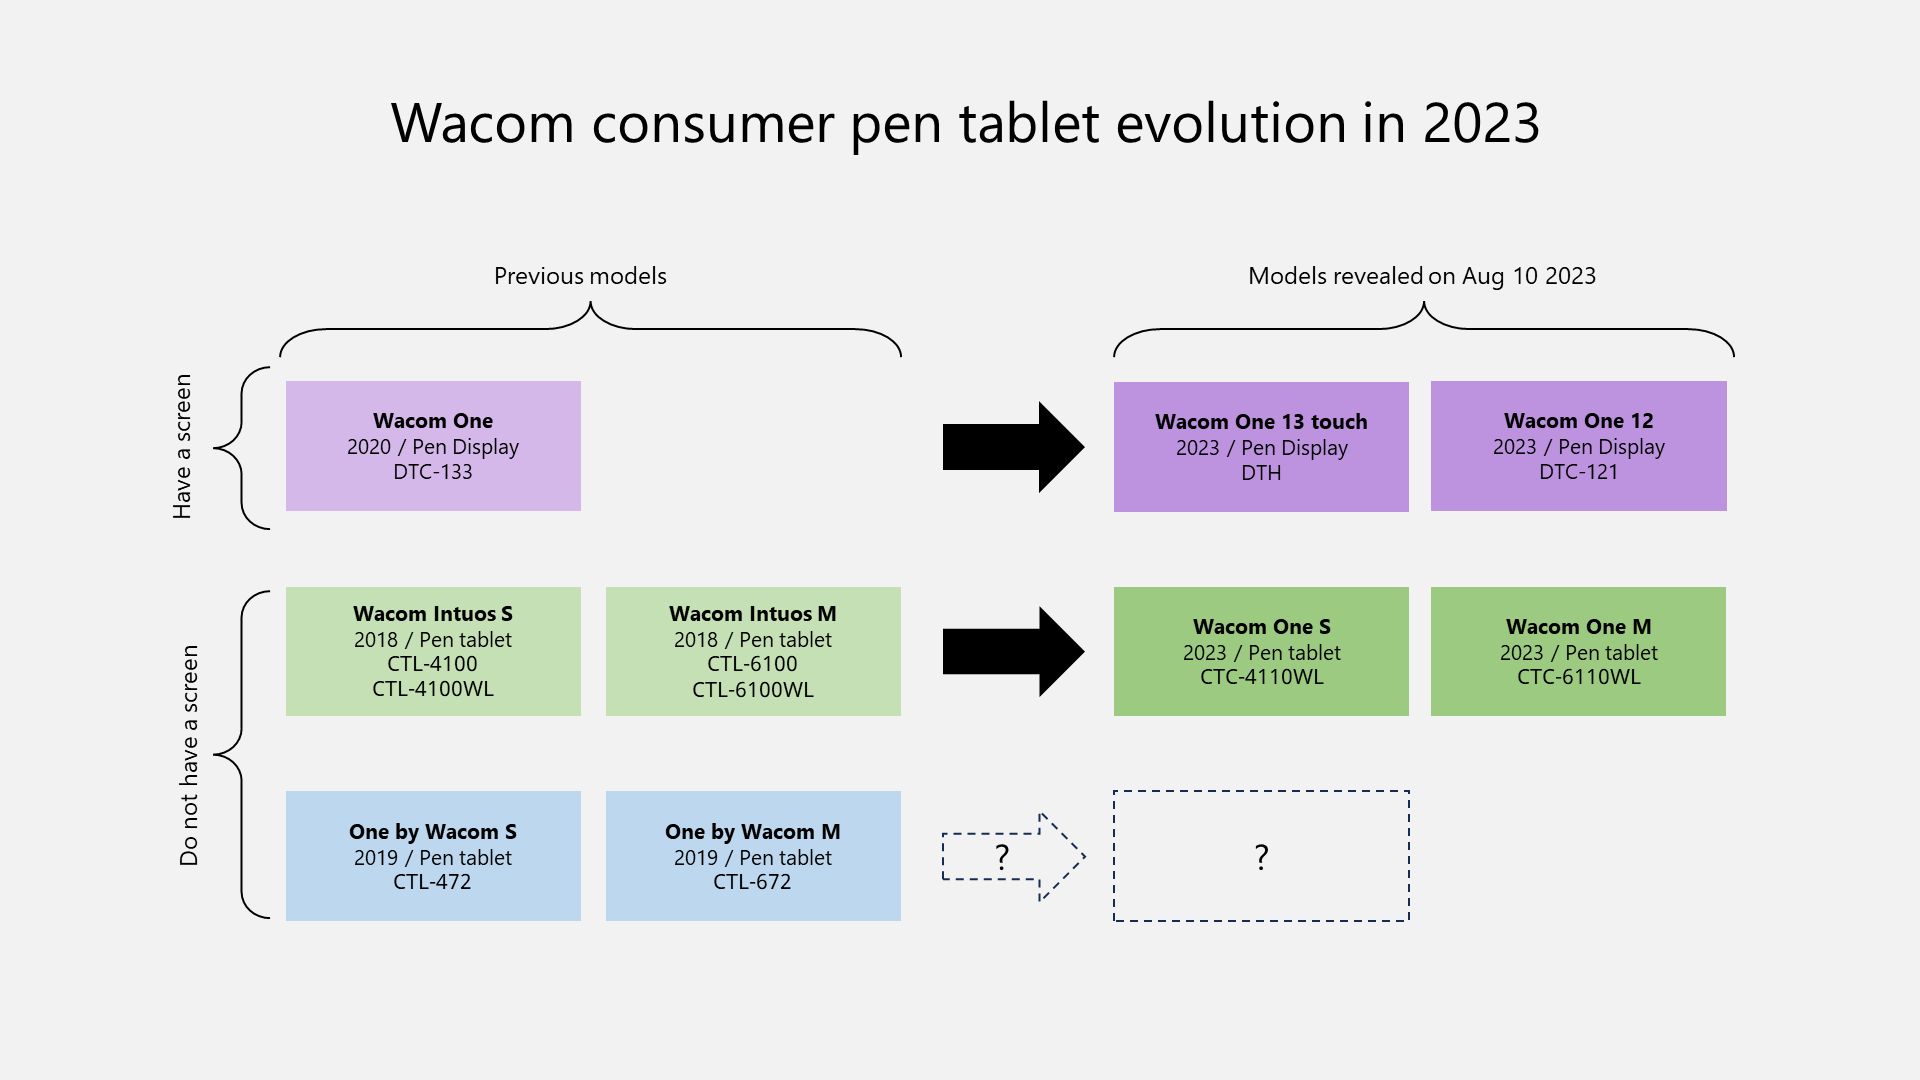 Wacom consumer pen tablet evolution in 2023
Previous models
Models revealed on Aug 10 2023
Have a screen
Wacom One
2020 / Pen Display
DTC-133
Wacom One 13 touch
2023 / Pen Display
DTH
Wacom One 12
2023 / Pen Display
DTC-121
Do not have a screen
Wacom Intuos S
2018 / Pen tablet
CTL-4100
CTL-4100WL
Wacom Intuos M
2018 / Pen tablet
CTL-6100
CTL-6100WL
Wacom One S
2023 / Pen tablet
CTC-4110WL
Wacom One M
2023 / Pen tablet
CTC-6110WL
One by Wacom S
2019 / Pen tablet
CTL-472
One by Wacom M
2019 / Pen tablet
CTL-672
?
?